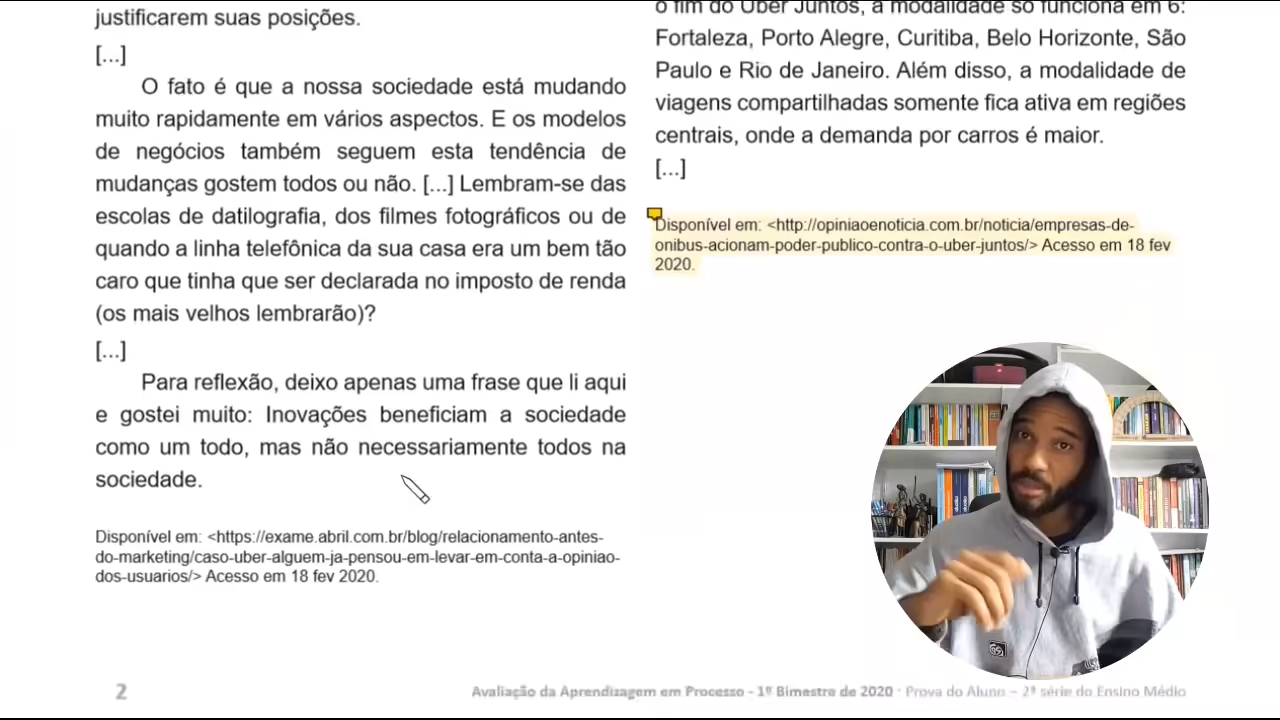 justificarem suas posições.
[...]
O fato é que a nossa sociedade está mudando
muito rapidamente em vários aspectos. E os modelos
de negócios também seguem esta tendência de
mudanças gostem todos ou não. [...] Lembram-se das
escolas de datilografia, dos filmes fotográficos ou de
quando a linha telefônica da sua casa era um bem tão
caro que tinha que ser declarada no imposto de renda
(os mais velhos lembrarão)?
[...]
Para reflexão, deixo apenas uma frase que li aqui
e gostei muito: Inovações beneficiam a sociedade
como um todo, mas não necessariamente todos na
sociedade.
Disponível em: <https://exame.abril.com.br/blog/relacionamento-antes-
do-marketing/caso-uber-alguem-ja-pensou-em-levar-em-conta-a-opiniao-
dos-usuarios/> Acesso em 18 fev 2020.
o fim do Uber Juntos, a modalidade só funciona em 6:
Fortaleza, Porto Alegre, Curitiba, Belo Horizonte, São
Paulo e Rio de Janeiro. Além disso, a modalidade de
viagens compartilhadas somente fica ativa em regiões
centrais, onde a demanda por carros é maior.
[...]
Disponível em: <http://opiniaoenoticia.com.br/noticia/empresas-de-
onibus-acionam-poder-publico-contra-o-uber-juntos/> Acesso em 18 fev
2020.
2
Avaliação da Aprendizagem em Processo - 1º Bimestre de 2020 · Prova do Aluno – 2ª série do Ensino Médio